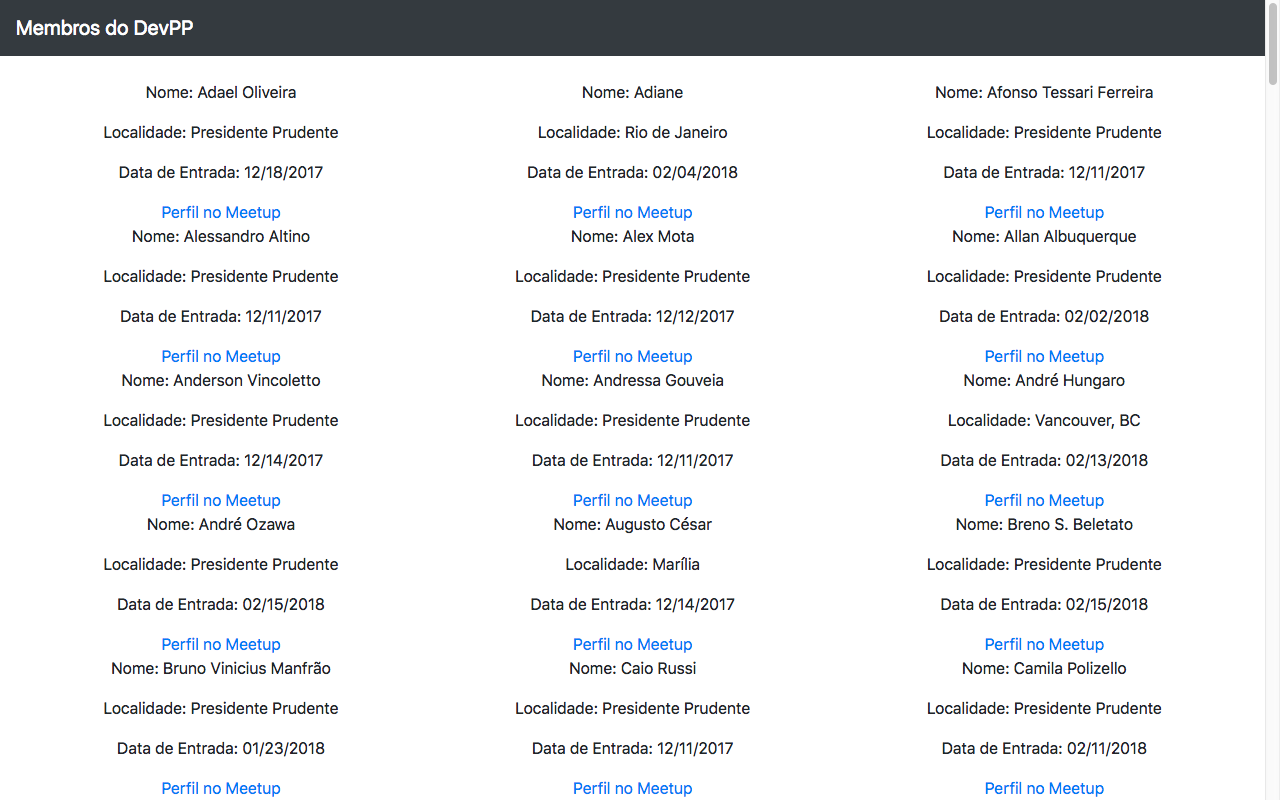 Membros do DevPP
Nome: Adael Oliveira
Localidade: Presidente Prudente
Data de Entrada: 12/18/2017
Perfil no Meetup
Nome: Adiane
Localidade: Rio de Janeiro
Data de Entrada: 02/04/2018
Perfil no Meetup
Nome: Afonso Tessari Ferreira
Localidade: Presidente Prudente
Data de Entrada: 12/11/2017
Perfil no Meetup
Nome: Alessandro Altino
Localidade: Presidente Prudente
Data de Entrada: 12/11/2017
Perfil no Meetup
Nome: Alex Mota
Localidade: Presidente Prudente
Data de Entrada: 12/12/2017
Perfil no Meetup
Nome: Allan Albuquerque
Localidade: Presidente Prudente
Data de Entrada: 02/02/2018
Perfil no Meetup
Nome: Anderson Vincoletto
Localidade: Presidente Prudente
Data de Entrada: 12/14/2017
Perfil no Meetup
Nome: Andressa Gouveia
Localidade: Presidente Prudente
Data de Entrada: 12/11/2017
Perfil no Meetup
Nome: André Hungaro
Localidade: Vancouver, BC
Data de Entrada: 02/13/2018
Perfil no Meetup
Nome: André Ozawa
Localidade: Presidente Prudente
Data de Entrada: 02/15/2018
Perfil no Meetup
Nome: Augusto César
Localidade: Marília
Data de Entrada: 12/14/2017
Perfil no Meetup
Nome: Breno S. Beletato
Localidade: Presidente Prudente
Data de Entrada: 02/15/2018
Perfil no Meetup
Nome: Bruno Vinicius Manfrão
Localidade: Presidente Prudente
Data de Entrada: 01/23/2018
Perfil no Meetup
Nome: Caio Russi
Localidade: Presidente Prudente
Data de Entrada: 12/11/2017
Perfil no Meetup
Nome: Camila Polizello
Localidade: Presidente Prudente
Data de Entrada: 02/11/2018
Perfil no Meetup